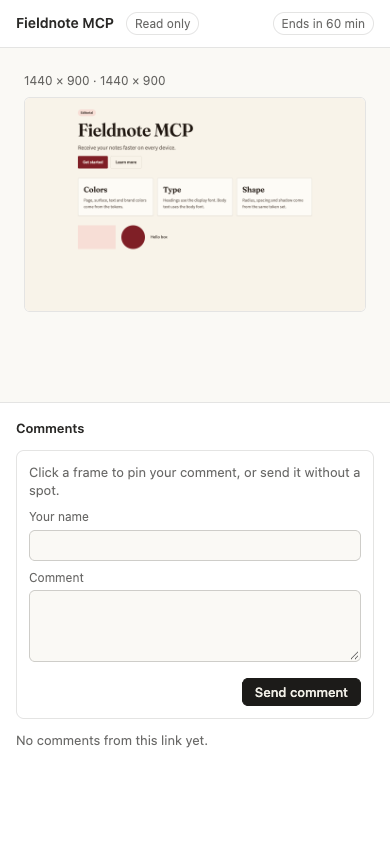 Fieldnote MCP
Read only
Ends in 60 min
1440 × 900 · 1440 × 900
Editorial
Fieldnote MCP
Receive your notes faster on every device.
Get started
Learn more
Colors
Type
Shape
Page, surface, text and brand colors
come from the tokens.
Headings use the display font. Body
text uses the body font.
Radius, spacing and shadow come
from the same token set.
Hello box
Comments
Click a frame to pin your comment, or send it without a
spot.
Your name
Comment
Send comment
No comments from this link yet.